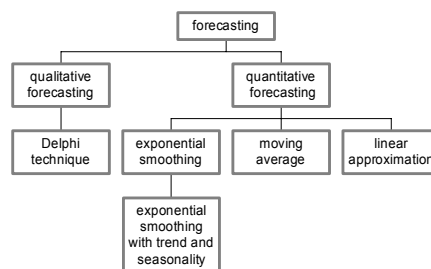 forecasting
qualitative
forecasting
quantitative
forecasting
Delphi
technique
exponential
smoothing
moving
average
linear
approximation
exponential
smoothing
with trend and
seasonality